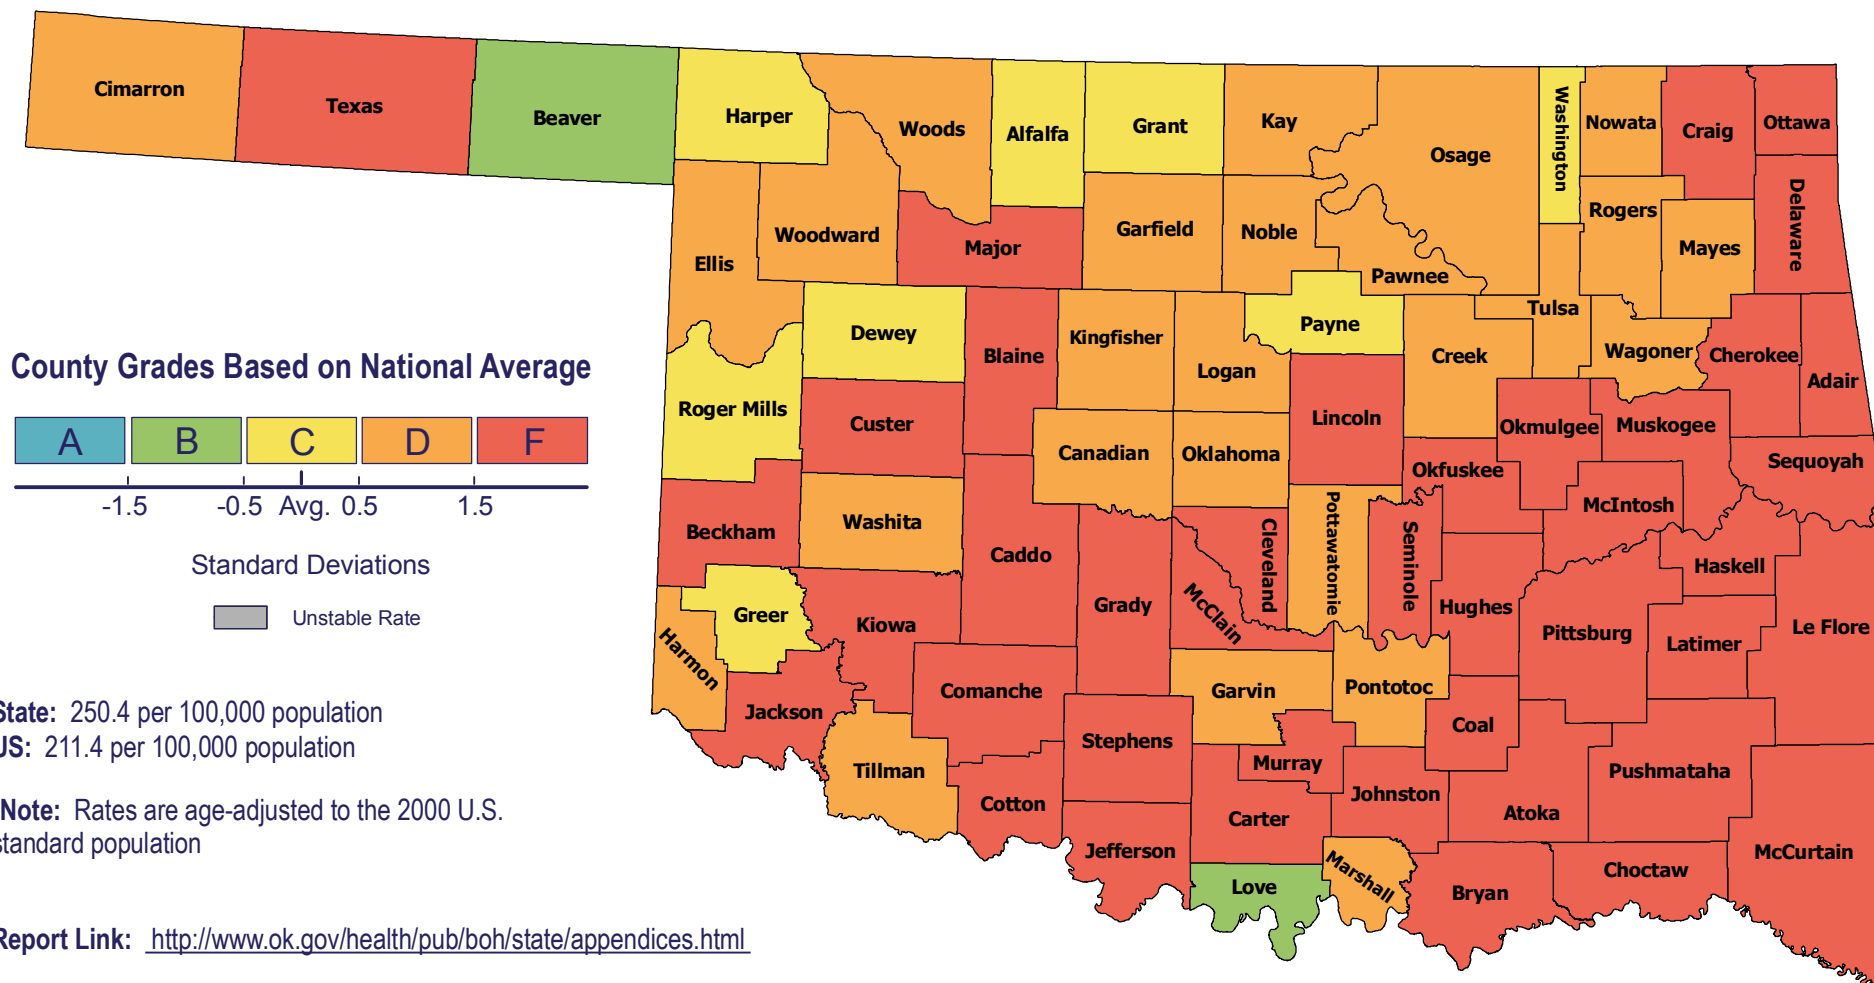 Cimarron
Texas
Beaver
Harper
Woods
Alfalfa
Grant
Kay
Osage
Washington
Nowata
Craig
Ottawa
Delaware
Rogers
Mayes
Ellis
Woodward
Major
Garfield
Noble
Pawnee
Tulsa
Dewey
Blaine
Kingfisher
Logan
Payne
Creek
Wagoner
Cherokee
Adair
County Grades Based on National Average
A B C D F
-1.5 -0.5 Avg. 0.5 1.5
Standard Deviations
Unstable Rate
Roger Mills
Custer
Canadian
Oklahoma
Lincoln
Okmulgee
Muskogee
Sequoyah
Okfuskee
McIntosh
Beckham
Washita
Caddo
Cleveland
Pottawatomie
Seminole
Haskell
Greer
Kiowa
Grady
McClain
Hughes
Pittsburg
Latimer
Le Flore
Harmon
Jackson
Comanche
Garvin
Pontotoc
Coal
Stephens
Murray
Pushmataha
Tillman
Cotton
Carter
Johnston
Atoka
Jefferson
Love
Marshall
Bryan
Choctaw
McCurtain
State: 250.4 per 100,000 population
US: 211.4 per 100,000 population
Note: Rates are age-adjusted to the 2000 U.S.
standard population
Report Link: http://www.ok.gov/health/pub/boh/state/appendices.html